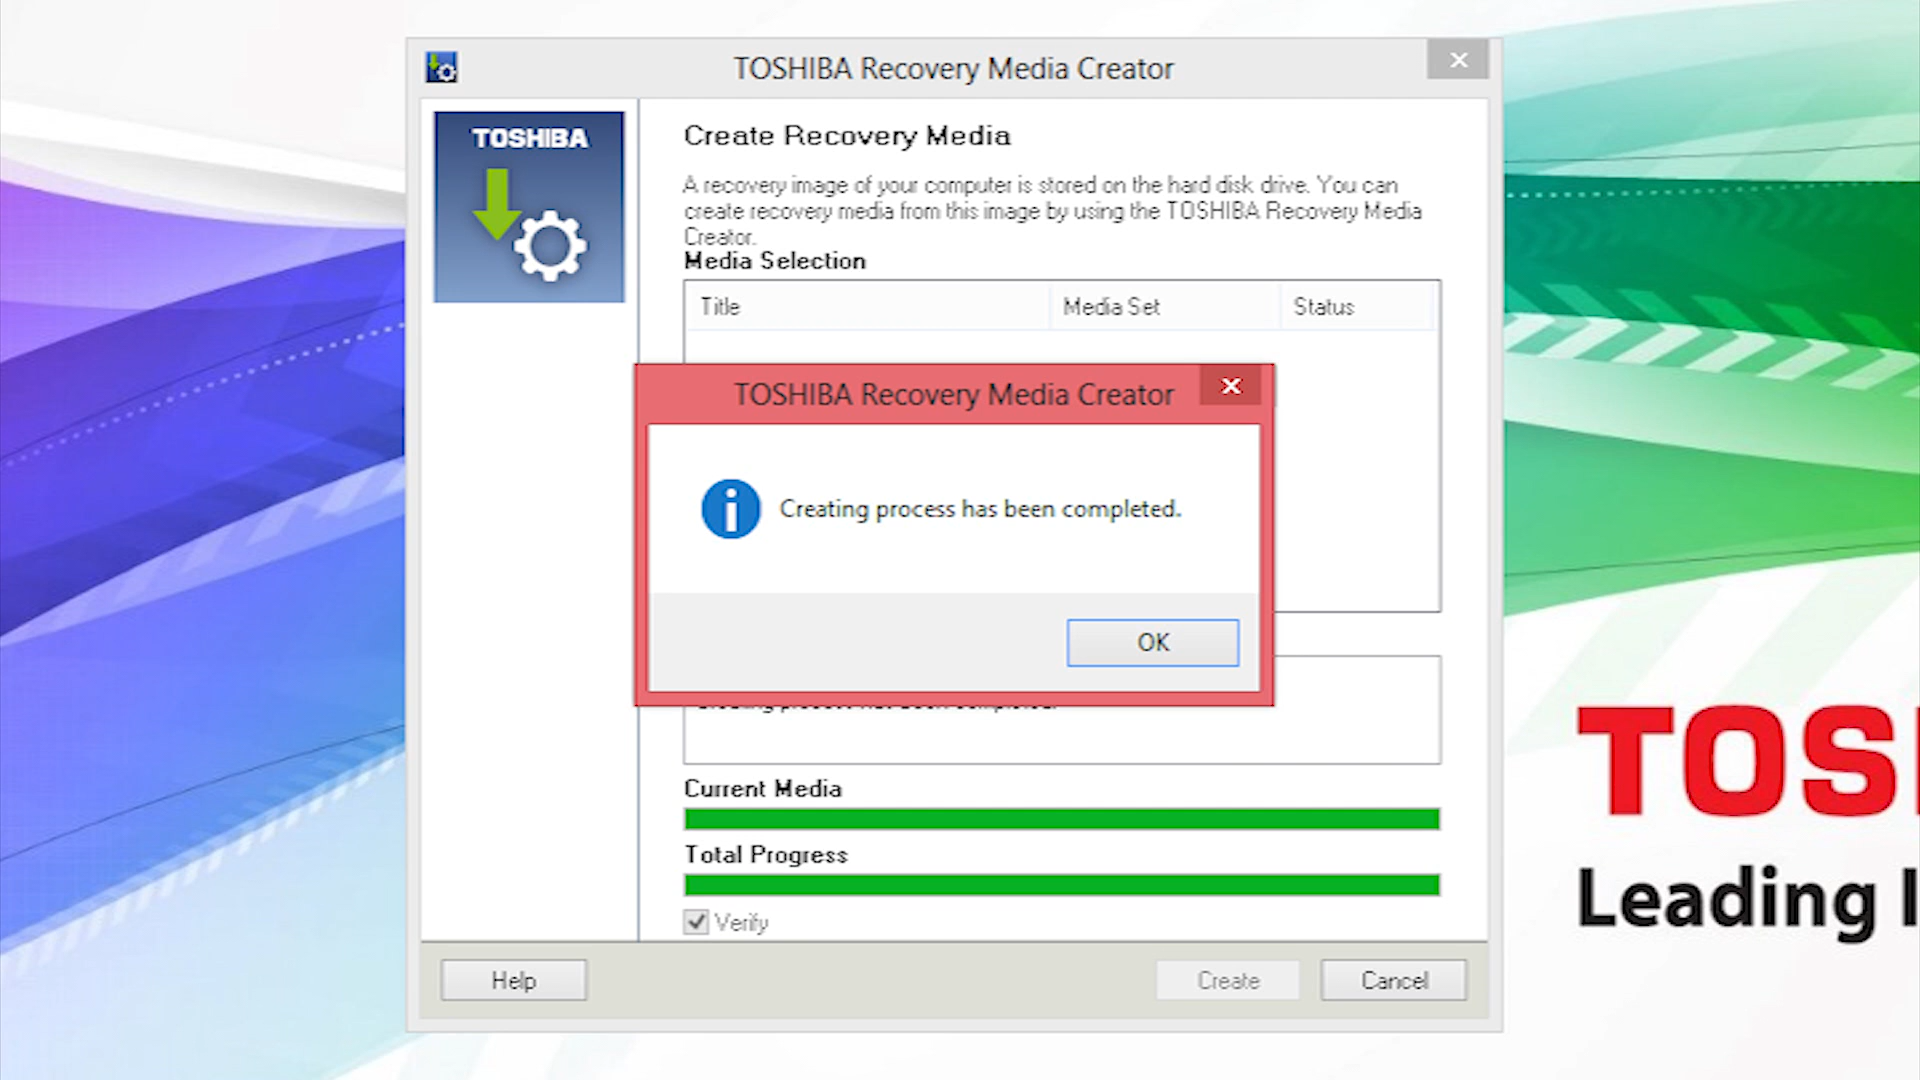 TOSHIBA Recovery Media Creator
TOSHIBA
Create Recovery Media
A recovery image of your computer is stored on the hard disk drive. You can
create recovery media from this image by using the TOSHIBA Recovery Media
Creator.
Media Selection
Title Media Set Status
TOSHIBA Recovery Media Creator
Creating process has been completed.
OK
Current Media
Total Progress
Verify
Help Create Cancel
TOS
Leading